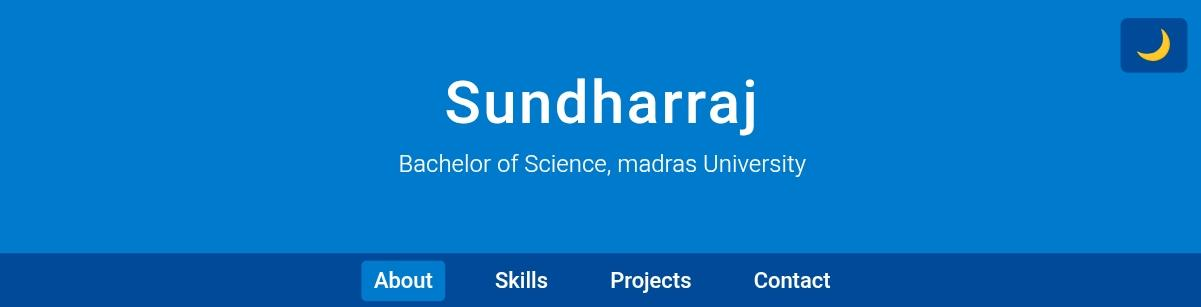 Sundharraj
Bachelor of Science, madras University
About Skills Projects Contact